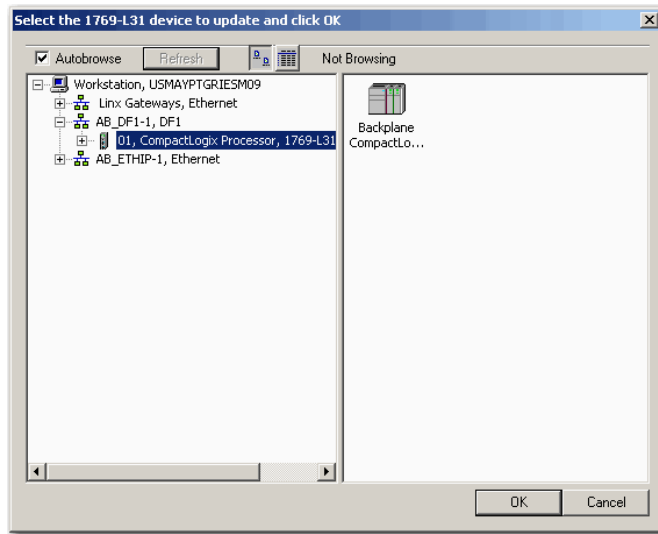 Select the 1769-L31 device to update and click OK
Autobrowse
Refresh
Not Browsing
Workstation, USMAYPTGRIESM09
Linx Gateways, Ethernet
AB_DF1-1, DF1
01, CompactLogix Processor, 1769-L31
AB_ETHIP-1, Ethernet
Backplane
CompactLo...
OK
Cancel